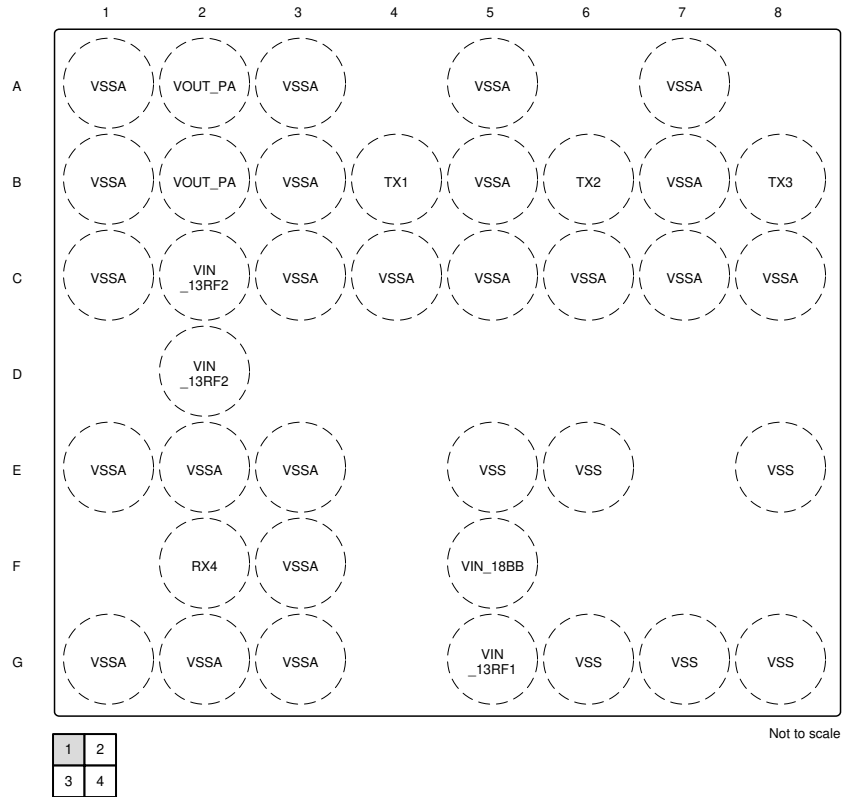 1 2 3 4 5 6 7 8
A VSSA VOUT_PA VSSA VSSA VSSA
B VSSA VOUT_PA VSSA TX1 VSSA TX2 VSSA TX3
C VSSA VIN
_13RF2 VSSA VSSA VSSA VSSA VSSA VSSA
D VIN
_13RF2
E VSSA VSSA VSSA VSS VSS VSS
F RX4 VSSA VIN_18BB
G VSSA VSSA VSSA VIN
_13RF1 VSS VSS VSS
Not to scale
1 2
3 4